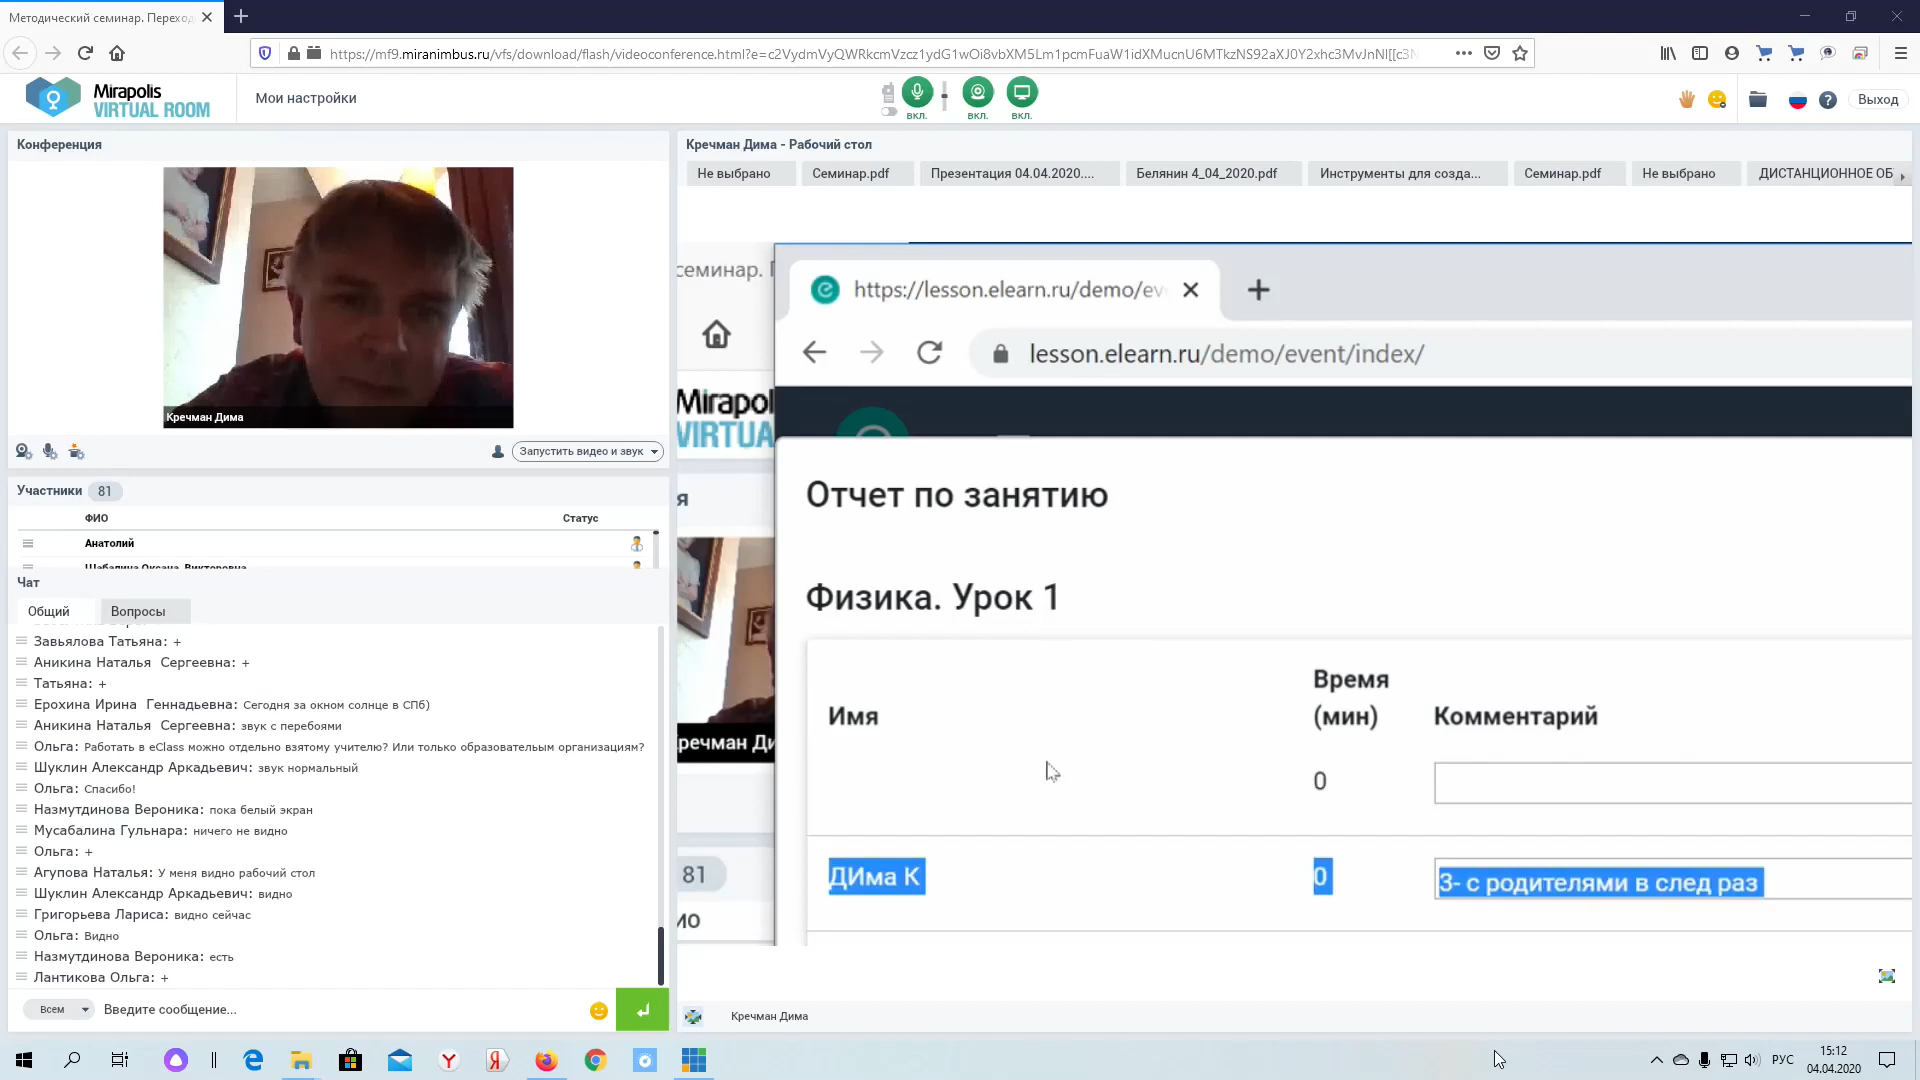 Методический семинар. Переход
https://mf9.miranimbus.ru/vfs/download/flash/videoconference.html?e=
Mirapolis
VIRTUAL ROOM
Мои настройки
вкл.
вкл.
вкл.
Выход
Конференция
Кречман Дима
Запустить видео и звук
Участники 81
ФИО Статус
Анатолий
Шабалина Оксана Викторовна
Чат
Общий Вопросы
Завьялова Татьяна: +
Аникина Наталья Сергеевна: +
Татьяна: +
Ерохина Ирина Геннадьевна: Сегодня за окном солнце в СПб)
Аникина Наталья Сергеевна: звук с перебоями
Ольга: Работать в eClass можно отдельно взятому учителю? Или только образовательым организациям?
Шуклин Александр Аркадьевич: звук нормальный
Ольга: Спасибо!
Назмутдинова Вероника: пока белый экран
Мусабалина Гульнара: ничего не видно
Ольга: +
Агупова Наталья: У меня видно рабочий стол
Шуклин Александр Аркадьевич: видно
Григорьева Лариса: видно сейчас
Ольга: Видно
Назмутдинова Вероника: есть
Лантикова Ольга: +
Всем Введите сообщение...
Кречман Дима - Рабочий стол
Не выбрано Семинар.pdf Презентация 04.04.2020.... Белянин 4_04_2020.pdf Инструменты для созда... Семинар.pdf Не выбрано ДИСТАНЦИОННОЕ ОБ
семинар. П
https://lesson.elearn.ru/demo/ev
lesson.elearn.ru/demo/event/index/
Mirapol
VIRTUA
я
Кречман Ди
81
ИО
Отчет по занятию
Физика. Урок 1
Имя Время (мин) Комментарий
0
ДИма К 0 3- с родителями в след раз
Кречман Дима
РУС
15:12
04.04.2020